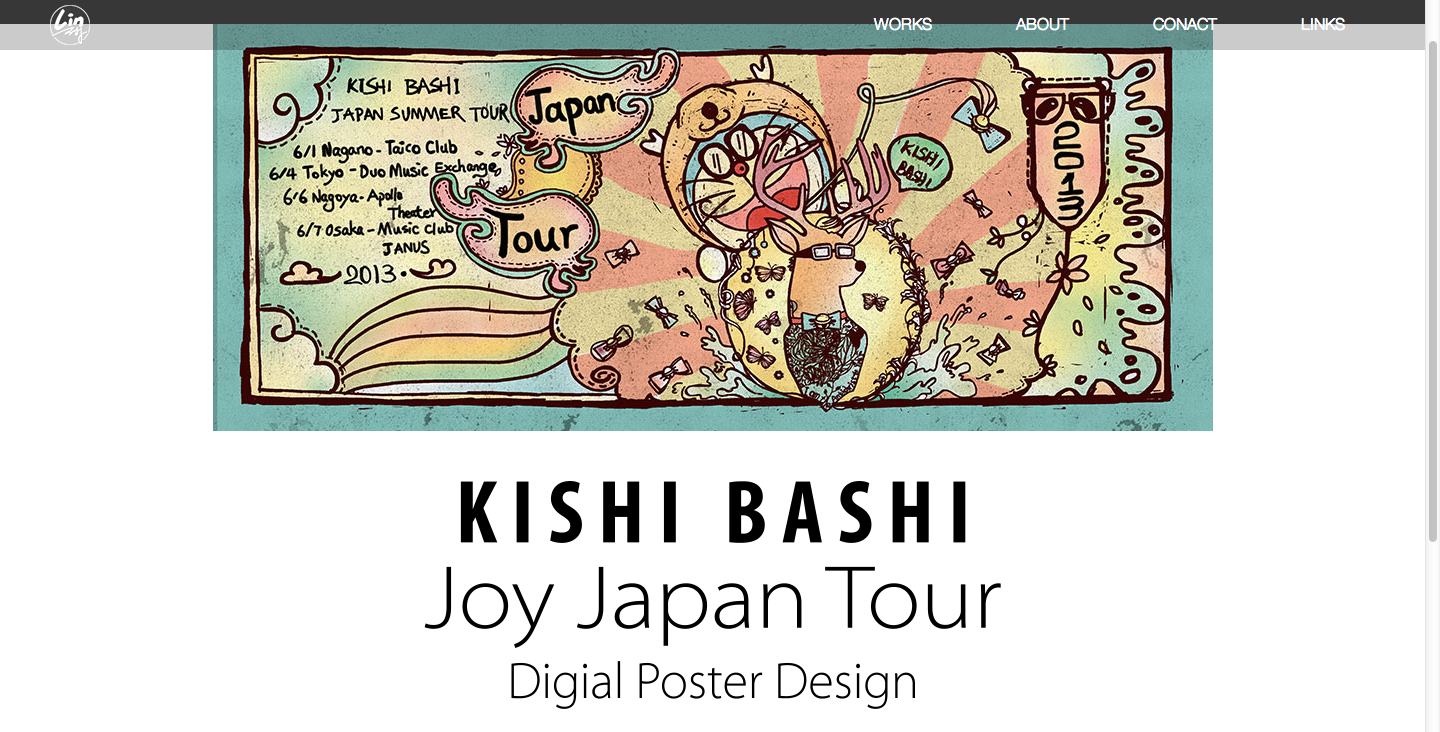 Lin
WORKS ABOUT CONACT LINKS
KISHI BASHI
JAPAN SUMMER TOUR
6/1 Nagano - Taico Club
6/4 Tokyo - Duo Music Exchange
6/6 Nagoya - Apollo
Theater
6/7 Osaka - Music Club
JANUS
2013
Japan
Tour
KISHI
BASHI
2013
KISHI BASHI
Joy Japan Tour
Digial Poster Design